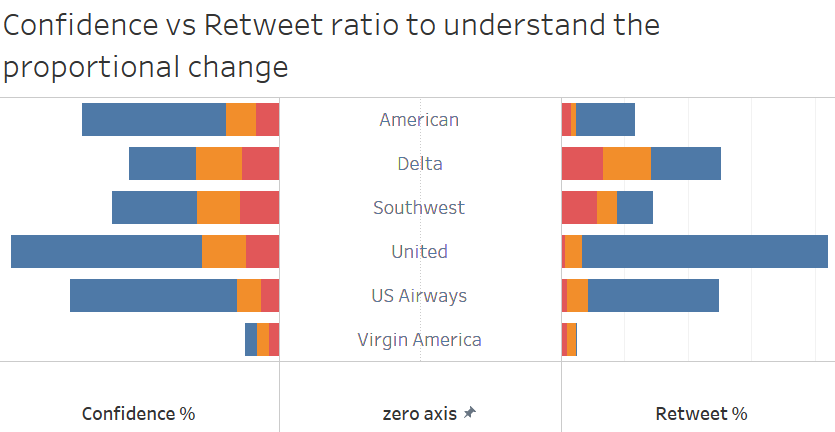 Confidence vs Retweet ratio to understand the
proportional change
American
Delta
Southwest
United
US Airways
Virgin America
Confidence %
zero axis
Retweet %